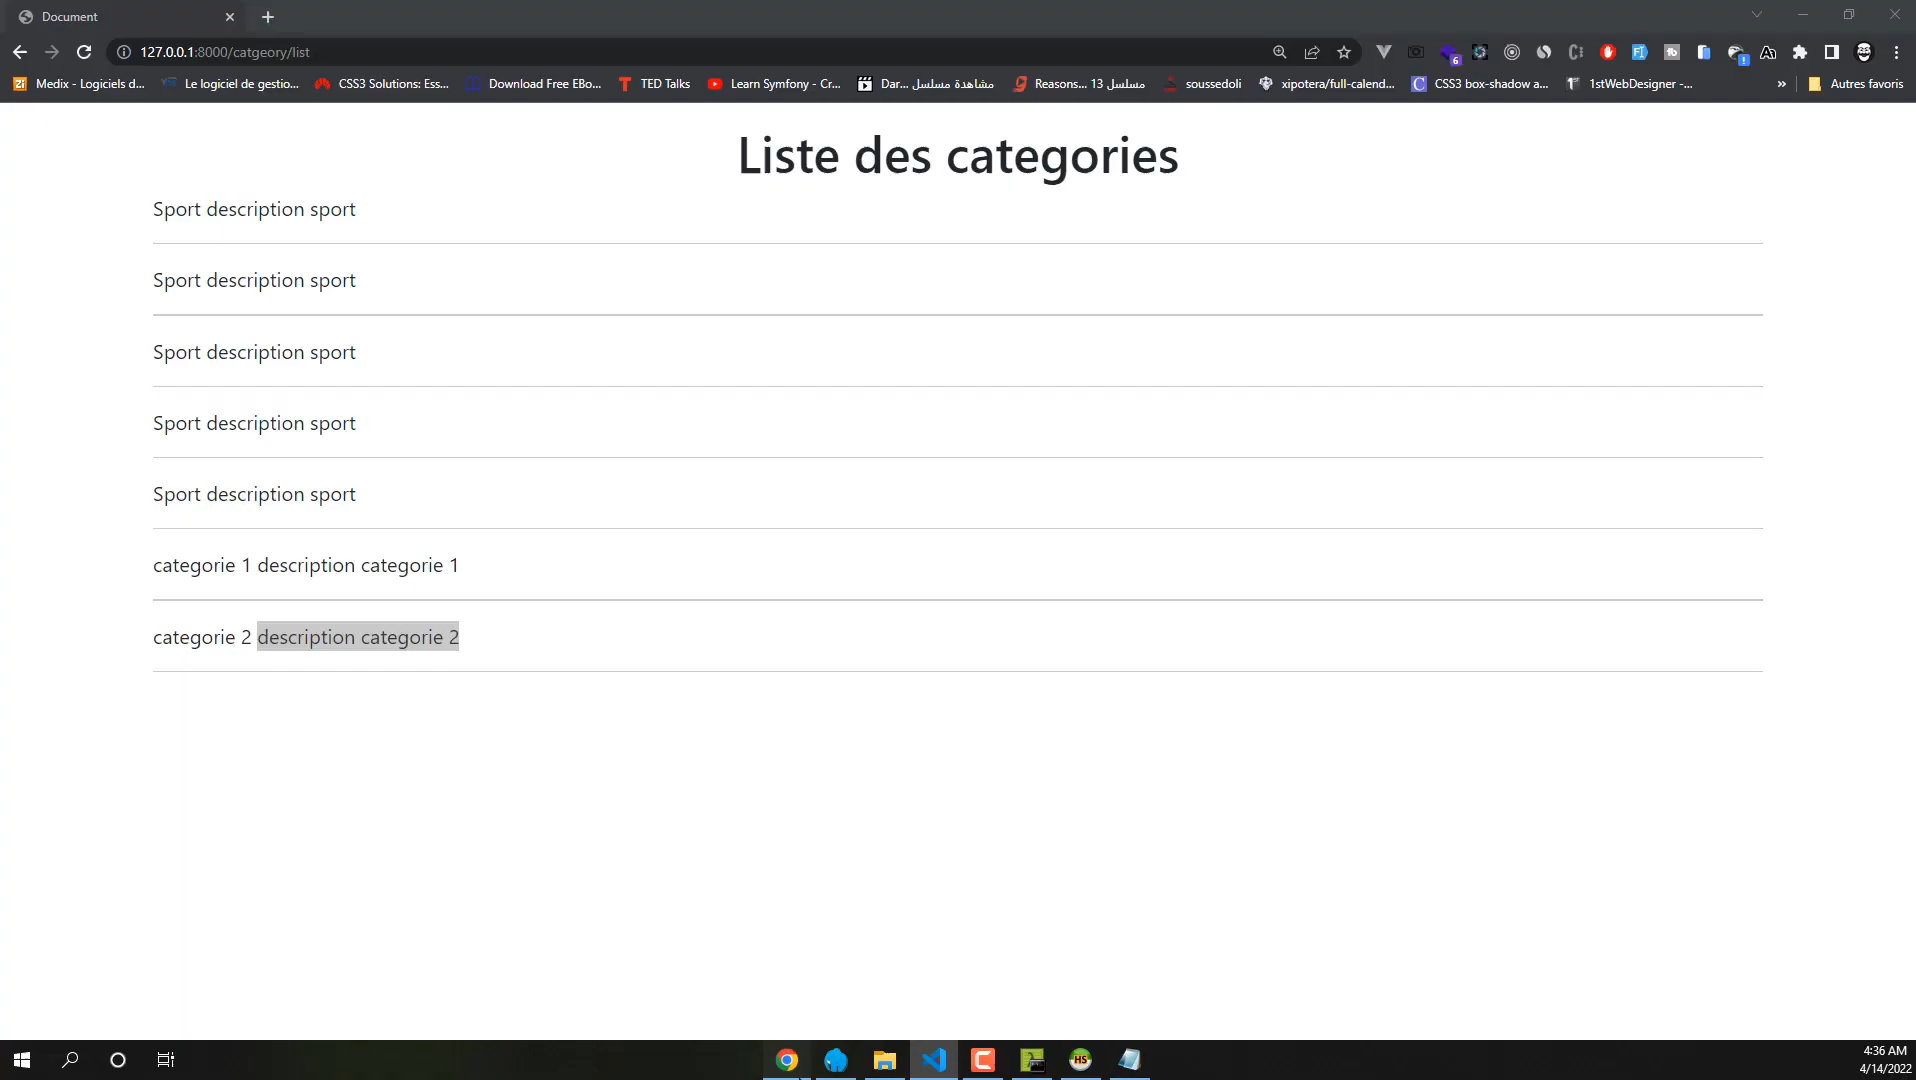 Document
127.0.0.1:8000/catgeory/list
6
Medix - Logiciels d...
Le logiciel de gestio...
CSS3 Solutions: Ess...
Download Free EBo...
TED Talks
Learn Symfony - Cr...
Dar... مشاهدة مسلسل
Reasons... 13 مسلسل
soussedoli
xipotera/full-calend...
CSS3 box-shadow a...
1stWebDesigner -...
»
Autres favoris
Liste des categories
Sport description sport
Sport description sport
Sport description sport
Sport description sport
Sport description sport
categorie 1 description categorie 1
categorie 2 description categorie 2
HS
4:36 AM
4/14/2022